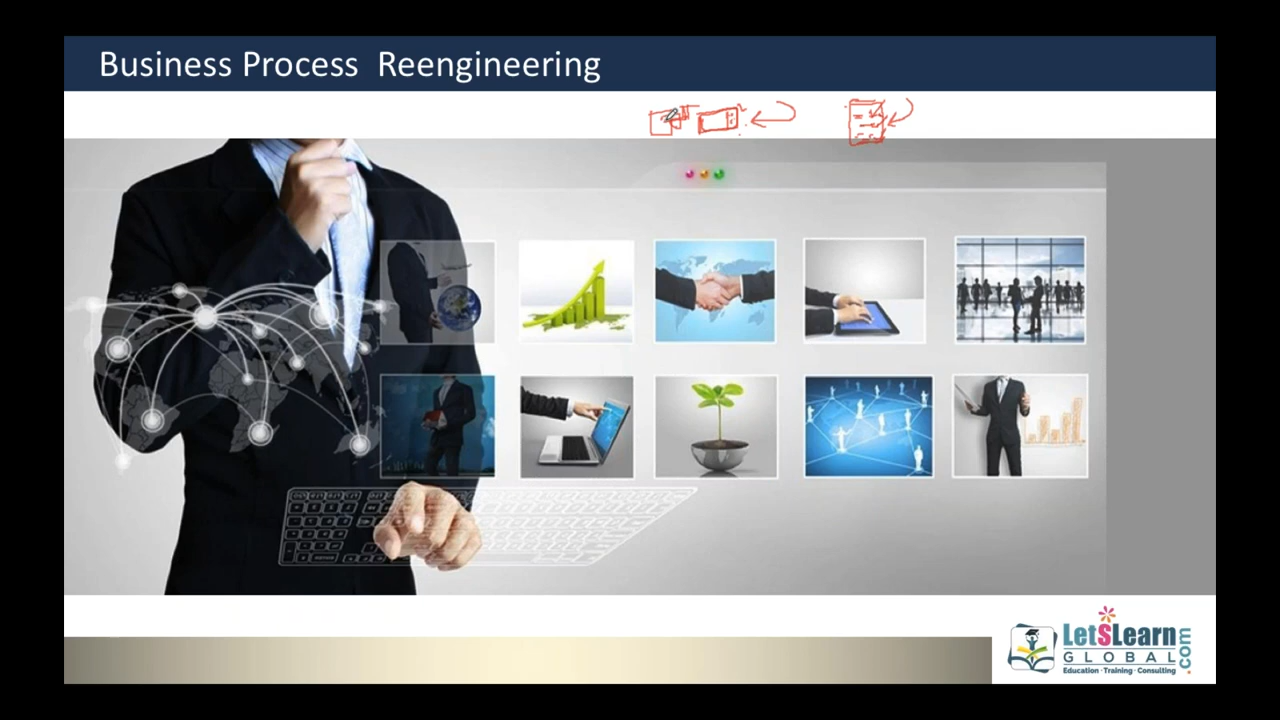 Business Process  Reengineering
LetSLearn
GLOBAL
.com
Education · Training · Consulting